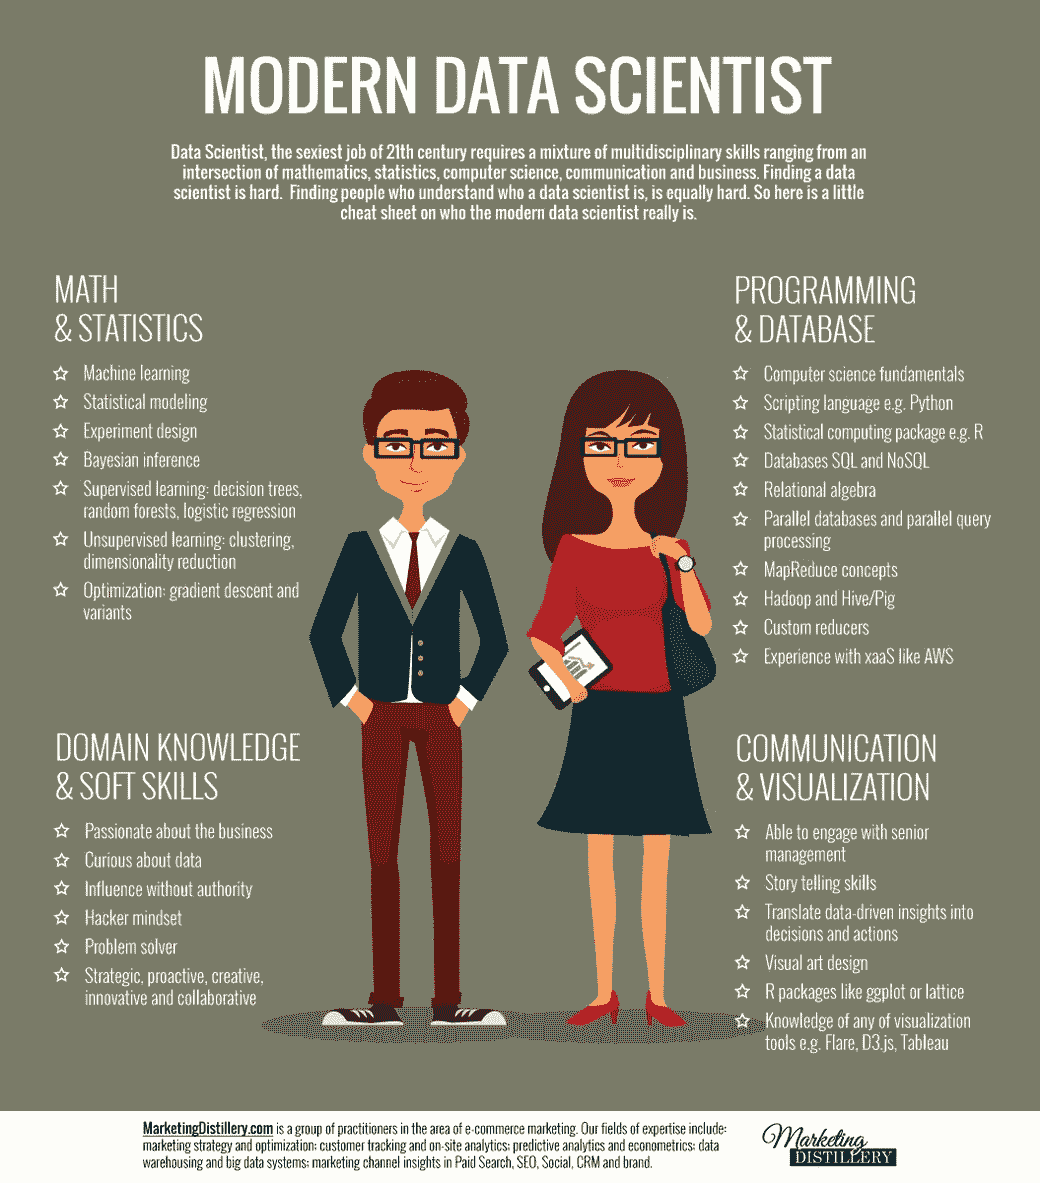 MODERN DATA SCIENTIST
Data Scientist, the sexiest job of 21th century requires a mixture of multidisciplinary skills ranging from an
intersection of mathematics, statistics, computer science, communication and business. Finding a data
scientist is hard. Finding people who understand who a data scientist is, is equally hard. So here is a little
cheat sheet on who the modern data scientist really is.
MATH
& STATISTICS
Machine learning
Statistical modeling
Experiment design
Bayesian inference
Supervised learning: decision trees,
random forests, logistic regression
Unsupervised learning: clustering,
dimensionality reduction
Optimization: gradient descent and
variants
PROGRAMMING
& DATABASE
Computer science fundamentals
Scripting language e.g. Python
Statistical computing package e.g. R
Databases SQL and NoSQL
Relational algebra
Parallel databases and parallel query
processing
MapReduce concepts
Hadoop and Hive/Pig
Custom reducers
Experience with xaaS like AWS
DOMAIN KNOWLEDGE
& SOFT SKILLS
Passionate about the business
Curious about data
Influence without authority
Hacker mindset
Problem solver
Strategic, proactive, creative,
innovative and collaborative
COMMUNICATION
& VISUALIZATION
Able to engage with senior
management
Story telling skills
Translate data-driven insights into
decisions and actions
Visual art design
R packages like ggplot or lattice
Knowledge of any of visualization
tools e.g. Flare, D3.js, Tableau
MarketingDistillery.com is a group of practitioners in the area of e-commerce marketing. Our fields of expertise include:
marketing strategy and optimization: customer tracking and on-site analytics: predictive analytics and econometrics: data
warehousing and big data systems: marketing channel insights in Paid Search, SEO, Social, CRM and brand.
Marketing
DISTILLERY